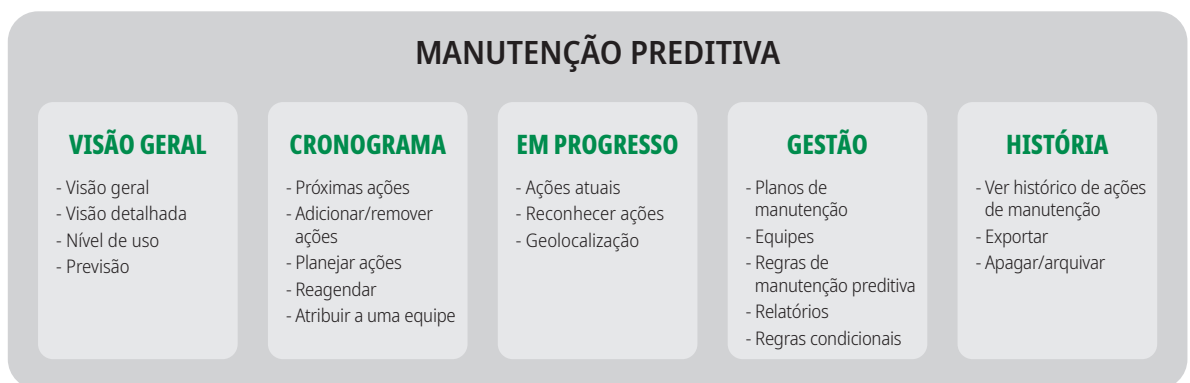 MANUTENÇÃO PREDITIVA
VISÃO GERAL
- Visão geral
- Visão detalhada
- Nível de uso
- Previsão
CRONOGRAMA
- Próximas ações
- Adicionar/remover
ações
- Planejar ações
- Reagendar
- Atribuir a uma equipe
EM PROGRESSO
- Ações atuais
- Reconhecer ações
- Geolocalização
GESTÃO
- Planos de
manutenção
- Equipes
- Regras de
manutenção preditiva
- Relatórios
- Regras condicionais
HISTÓRIA
- Ver histórico de ações
de manutenção
- Exportar
- Apagar/arquivar